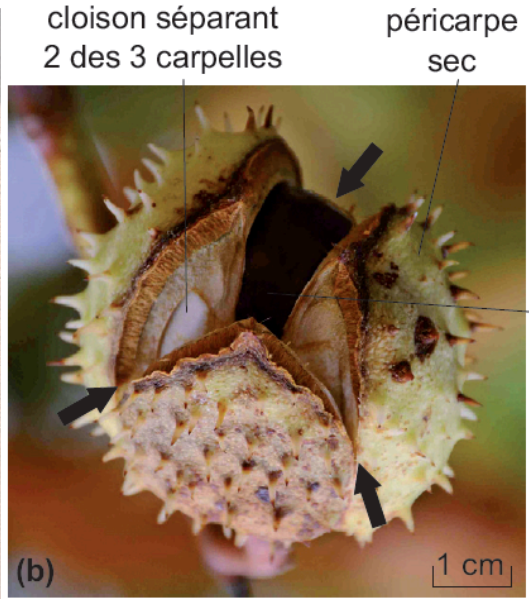 cloison séparant
2 des 3 carpelles
péricarpe
sec
(b)
1 cm